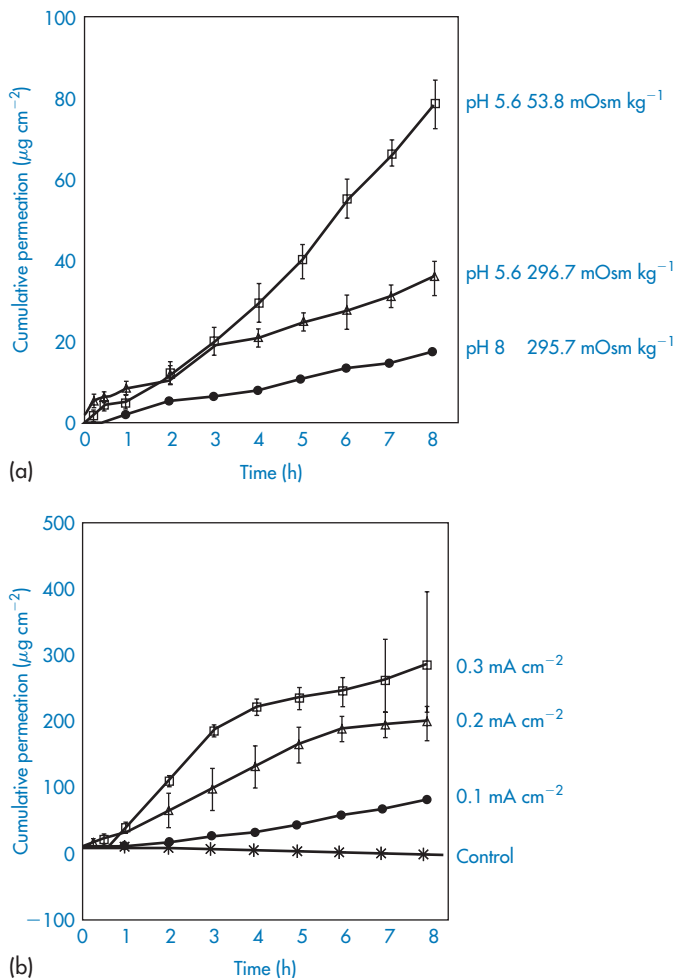 100
80
60
40
20
0
Cumulative permeation (μg cm−2)
pH 5.6 53.8 mOsm kg−1
pH 5.6 296.7 mOsm kg−1
pH 8 295.7 mOsm kg−1
0 1 2 3 4 5 6 7 8
Time (h)
(a)
500
400
300
200
100
0
−100
Cumulative permeation (μg cm−2)
0.3 mA cm−2
0.2 mA cm−2
0.1 mA cm−2
Control
0 1 2 3 4 5 6 7 8
Time (h)
(b)